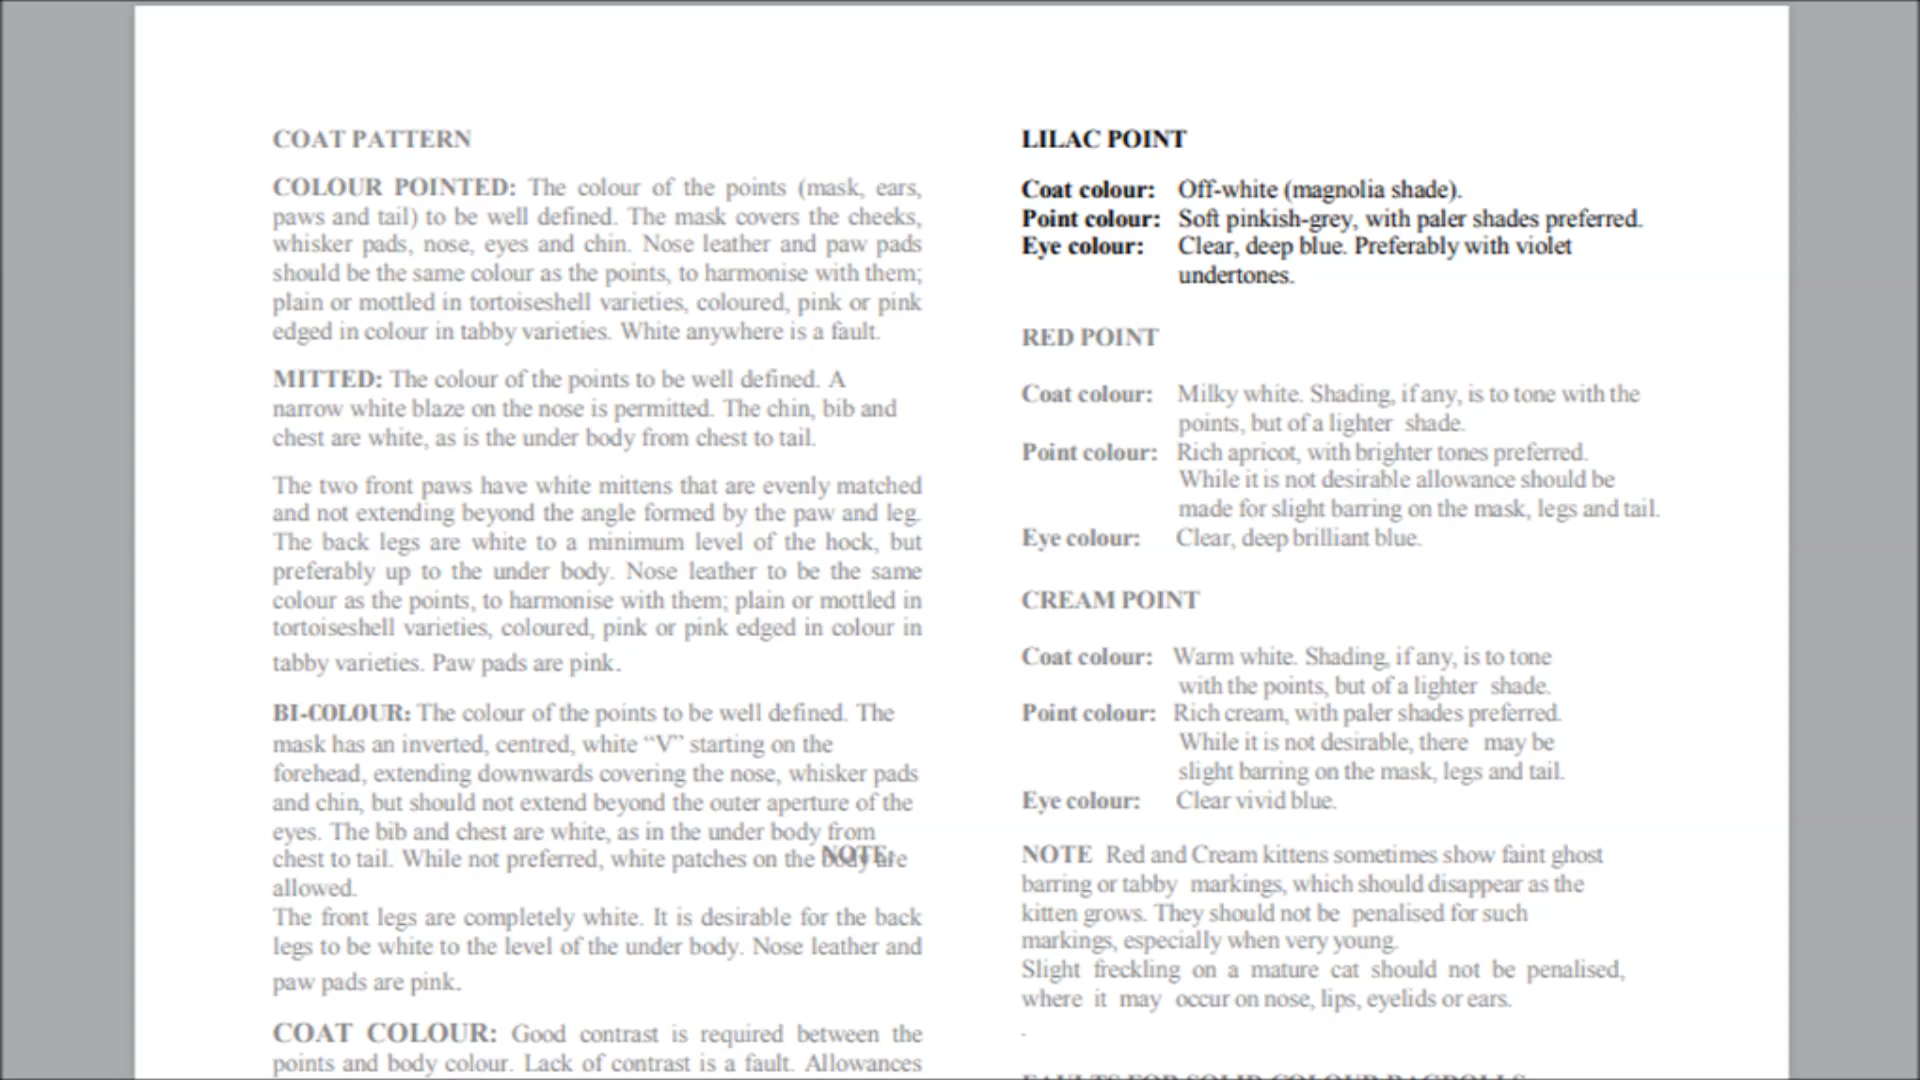 COAT PATTERN
COLOUR POINTED: The colour of the points (mask, ears,
paws and tail) to be well defined. The mask covers the cheeks,
whisker pads, nose, eyes and chin. Nose leather and paw pads
should be the same colour as the points, to harmonise with them;
plain or mottled in tortoiseshell varieties, coloured, pink or pink
edged in colour in tabby varieties. White anywhere is a fault.
MITTED: The colour of the points to be well defined. A
narrow white blaze on the nose is permitted. The chin, bib and
chest are white, as is the under body from chest to tail.
The two front paws have white mittens that are evenly matched
and not extending beyond the angle formed by the paw and leg.
The back legs are white to a minimum level of the hock, but
preferably up to the under body. Nose leather to be the same
colour as the points, to harmonise with them; plain or mottled in
tortoiseshell varieties, coloured, pink or pink edged in colour in
tabby varieties. Paw pads are pink.
BI-COLOUR: The colour of the points to be well defined. The
mask has an inverted, centred, white “V” starting on the
forehead, extending downwards covering the nose, whisker pads
and chin, but should not extend beyond the outer aperture of the
eyes. The bib and chest are white, as in the under body from
chest to tail. While not preferred, white patches on the body are
NOTE:
allowed.
The front legs are completely white. It is desirable for the back
legs to be white to the level of the under body. Nose leather and
paw pads are pink.
COAT COLOUR: Good contrast is required between the
points and body colour. Lack of contrast is a fault. Allowances
LILAC POINT
Coat colour: Off-white (magnolia shade).
Point colour: Soft pinkish-grey, with paler shades preferred.
Eye colour: Clear, deep blue. Preferably with violet
undertones.
RED POINT
Coat colour: Milky white. Shading, if any, is to tone with the
points, but of a lighter shade.
Point colour: Rich apricot, with brighter tones preferred.
While it is not desirable allowance should be
made for slight barring on the mask, legs and tail.
Eye colour: Clear, deep brilliant blue.
CREAM POINT
Coat colour: Warm white. Shading, if any, is to tone
with the points, but of a lighter shade.
Point colour: Rich cream, with paler shades preferred.
While it is not desirable, there may be
slight barring on the mask, legs and tail.
Eye colour: Clear vivid blue.
NOTE Red and Cream kittens sometimes show faint ghost
barring or tabby markings, which should disappear as the
kitten grows. They should not be penalised for such
markings, especially when very young.
Slight freckling on a mature cat should not be penalised,
where it may occur on nose, lips, eyelids or ears.
.
FAULTS FOR SOLID COLOUR RAGDOLLS